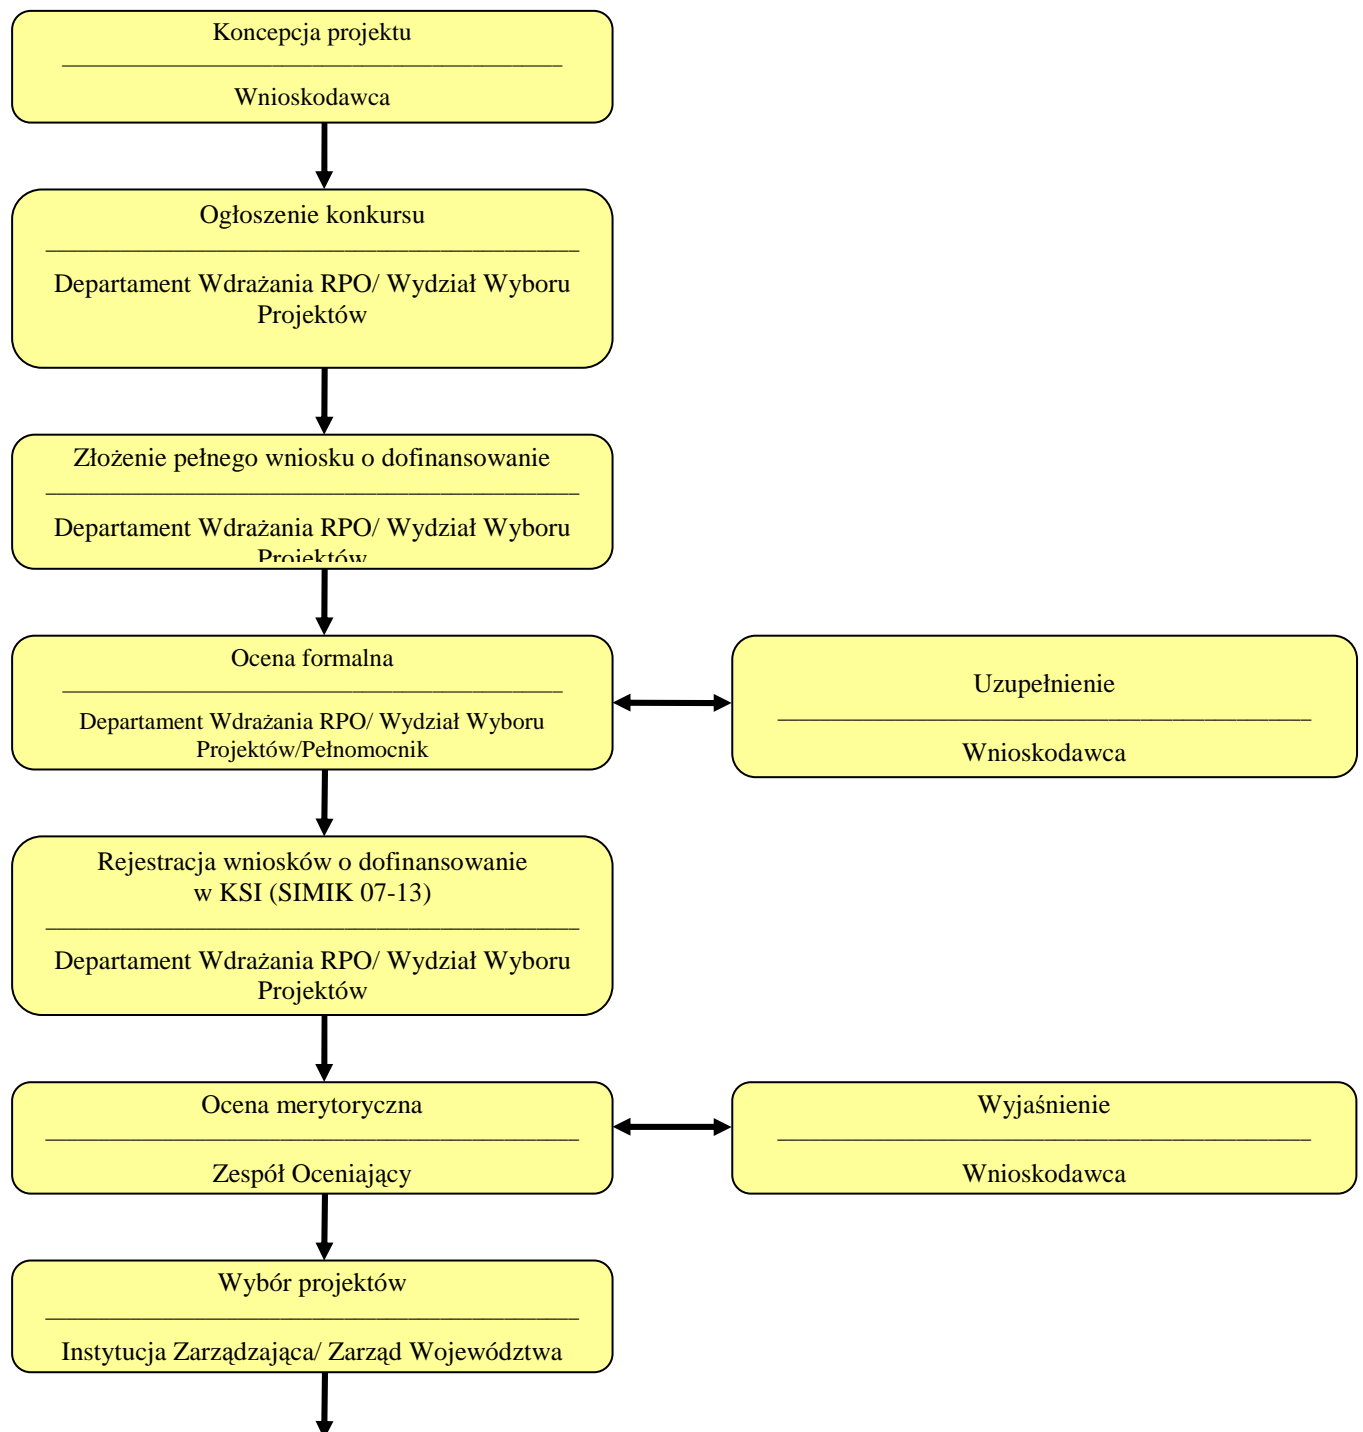 Koncepcja projektu
Wnioskodawca
Ogłoszenie konkursu
Departament Wdrażania RPO/ Wydział Wyboru
Projektów
Złożenie pełnego wniosku o dofinansowanie
Departament Wdrażania RPO/ Wydział Wyboru
Projektów
Ocena formalna
Departament Wdrażania RPO/ Wydział Wyboru
Projektów/Pełnomocnik
Uzupełnienie
Wnioskodawca
Rejestracja wniosków o dofinansowanie
w KSI (SIMIK 07-13)
Departament Wdrażania RPO/ Wydział Wyboru
Projektów
Ocena merytoryczna
Zespół Oceniający
Wyjaśnienie
Wnioskodawca
Wybór projektów
Instytucja Zarządzająca/ Zarząd Województwa